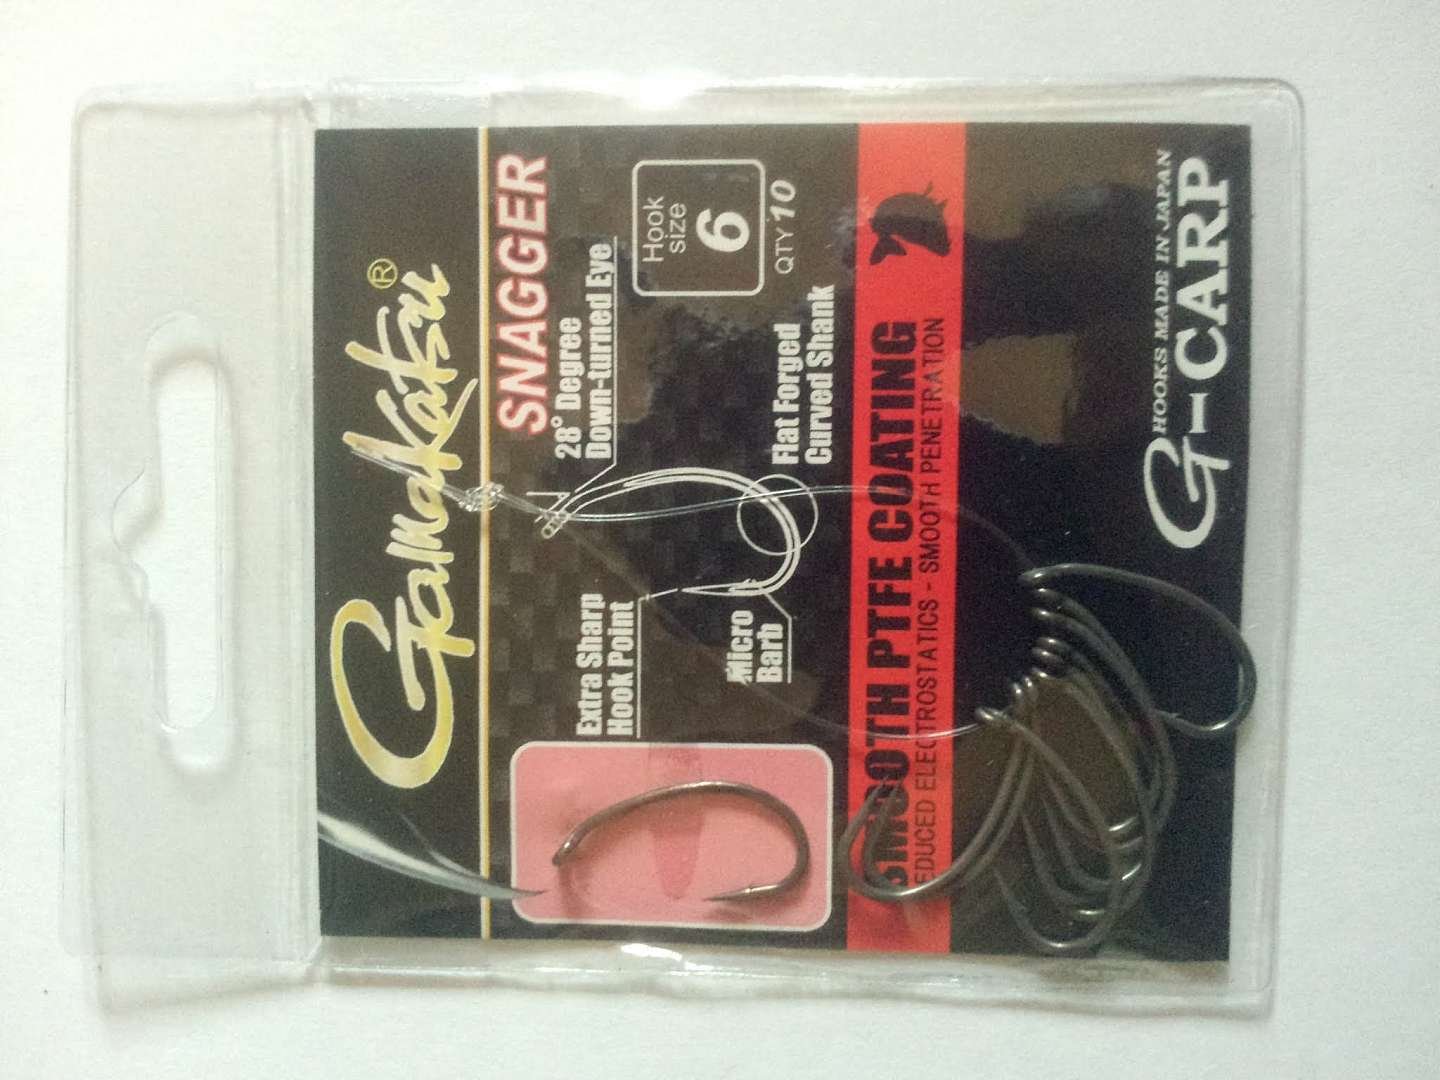 Gamakatsu®
SNAGGER
28° Degree
Down-turned Eye
Hook
size
6
QTY 10
Extra Sharp
Hook Point
Micro
Barb
Flat Forged
Curved Shank
SMOOTH PTFE COATING
REDUCED ELECTROSTATICS - SMOOTH PENETRATION
HOOKS MADE IN JAPAN
G-CARP